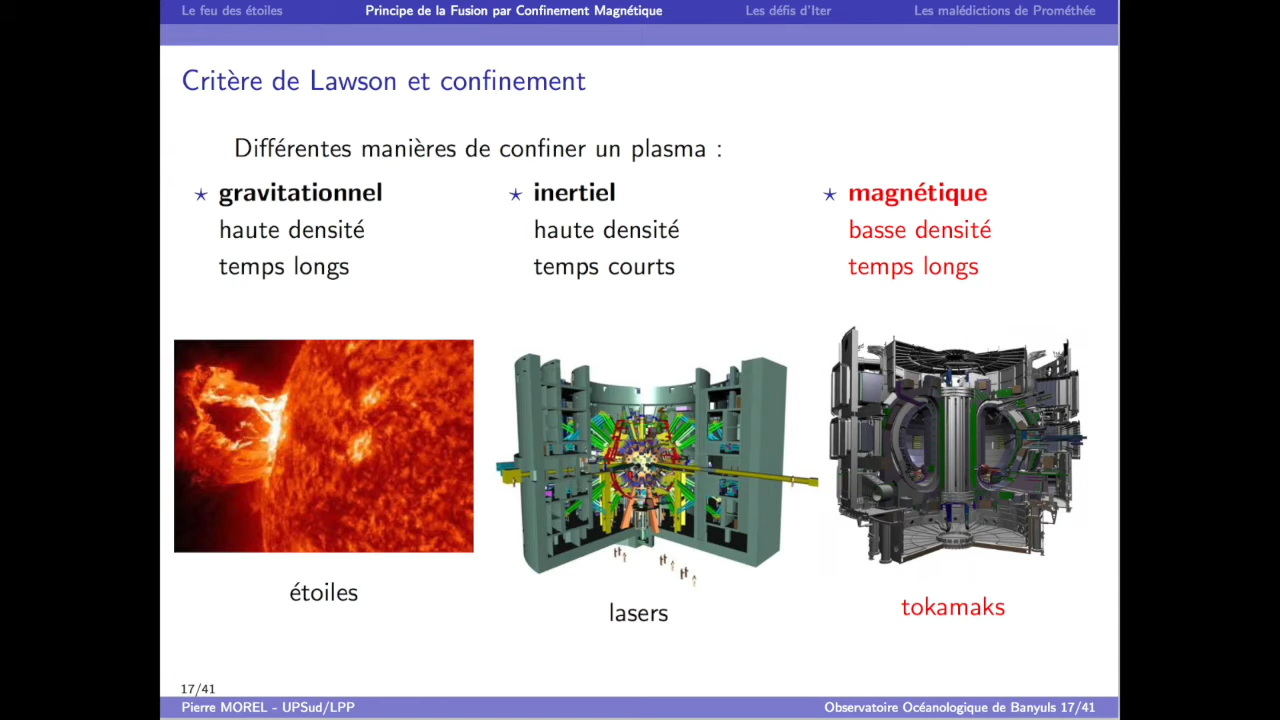 Le feu des étoiles
Principe de la Fusion par Confinement Magnétique
Les défis d'Iter
Les malédictions de Prométhée
Critère de Lawson et confinement
Différentes manières de confiner un plasma :
⋆ gravitationnel
haute densité
temps longs
⋆ inertiel
haute densité
temps courts
⋆ magnétique
basse densité
temps longs
étoiles
lasers
tokamaks
17/41
Pierre MOREL - UPSud/LPP
Observatoire Océanologique de Banyuls 17/41